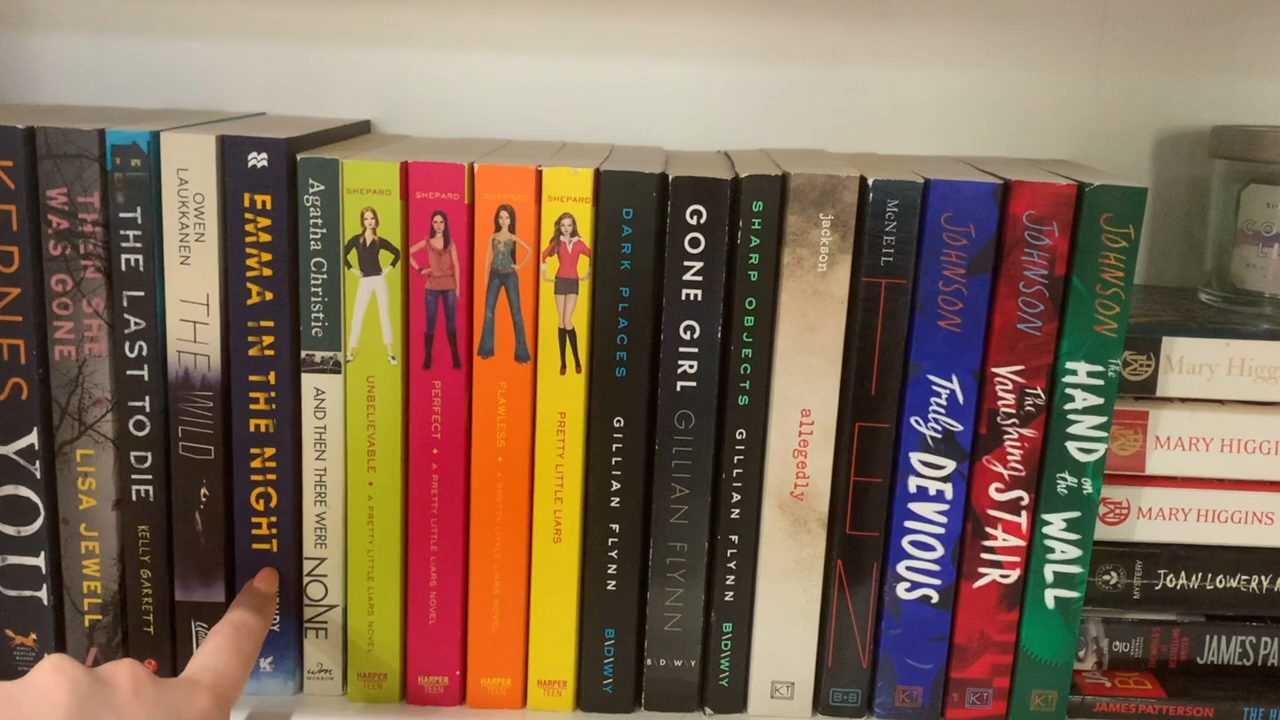 KERNES YOU
THEN SHE
WAS GONE
LISA JEWELL
THE LAST TO DIE KELLY GARRETT
OWEN
LAUKKANEN
THE WILD
EMMA IN THE NIGHT
Agatha Christie
AND THEN THERE WERE NONE
SHEPARD
UNBELIEVABLE A PRETTY LITTLE LIARS NOVEL
HARPER
TEEN
SHEPARD
PERFECT A PRETTY LITTLE LIARS NOVEL
HARPER
TEEN
SHEPARD
FLAWLESS A PRETTY LITTLE LIARS NOVEL
HARPER
TEEN
SHEPARD
PRETTY LITTLE LIARS
HARPER
TEEN
DARK PLACES GILLIAN FLYNN B\D\W\Y
GONE GIRL GILLIAN FLYNN B\D\W\Y
SHARP OBJECTS GILLIAN FLYNN B\D\W\Y
jackson allegedly KT
McNEIL TEN B+B
JOHNSON Truly DEVIOUS KT
JOHNSON The Vanishing STAIR KT
JOHNSON The HAND on the WALL KT
Mary Higg
MARY HIGGI
MARY HIGGINS
MYSTERY JOAN LOWERY
JAMES PA
JAMES PATTERSON THE H